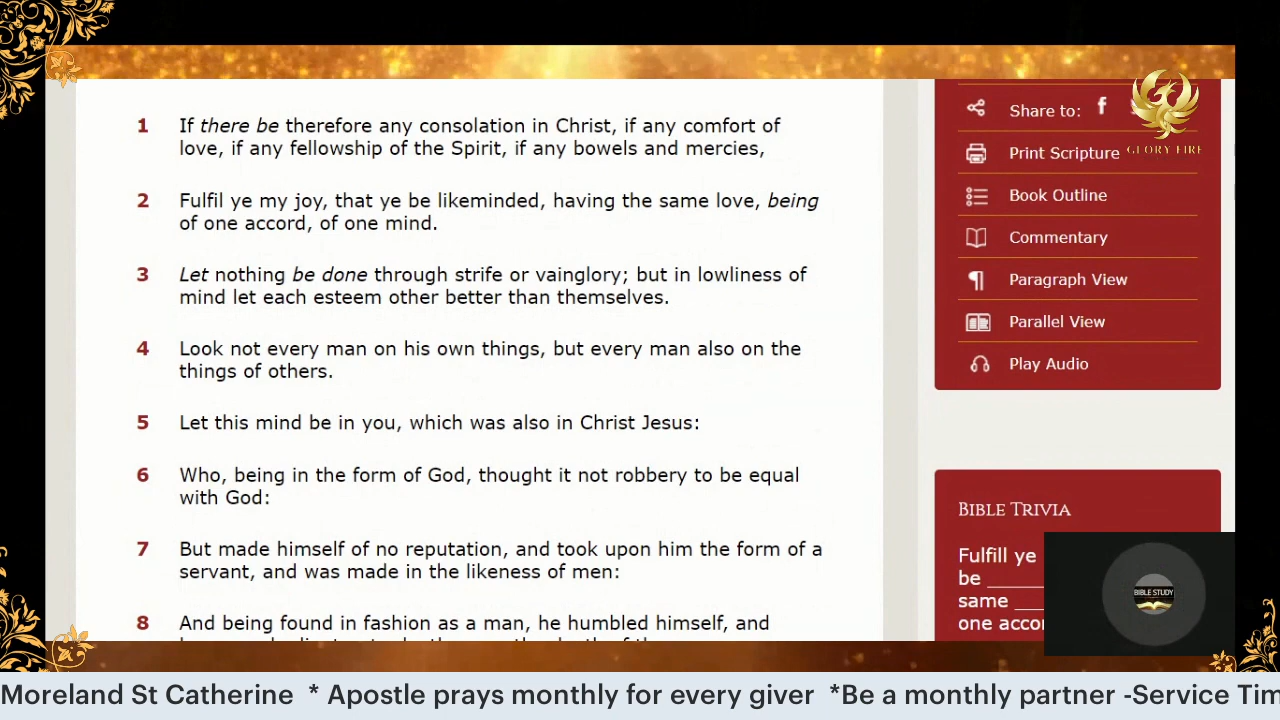 1 If there be therefore any consolation in Christ, if any comfort of
love, if any fellowship of the Spirit, if any bowels and mercies,
2 Fulfil ye my joy, that ye be likeminded, having the same love, being
of one accord, of one mind.
3 Let nothing be done through strife or vainglory; but in lowliness of
mind let each esteem other better than themselves.
4 Look not every man on his own things, but every man also on the
things of others.
5 Let this mind be in you, which was also in Christ Jesus:
6 Who, being in the form of God, thought it not robbery to be equal
with God:
7 But made himself of no reputation, and took upon him the form of a
servant, and was made in the likeness of men:
8 And being found in fashion as a man, he humbled himself, and
Share to: f
GLORY FIRE
Print Scripture
Book Outline
Commentary
Paragraph View
Parallel View
Play Audio
BIBLE TRIVIA
Fulfill ye
be ______
same ___
one accor
BIBLE STUDY
Moreland St Catherine * Apostle prays monthly for every giver *Be a monthly partner -Service Tim